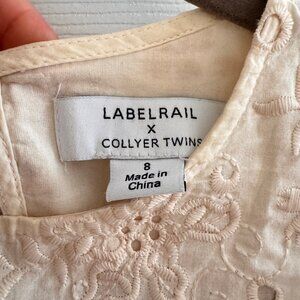 LABELRAIL
X
COLLYER TWINS
8
Made in
China